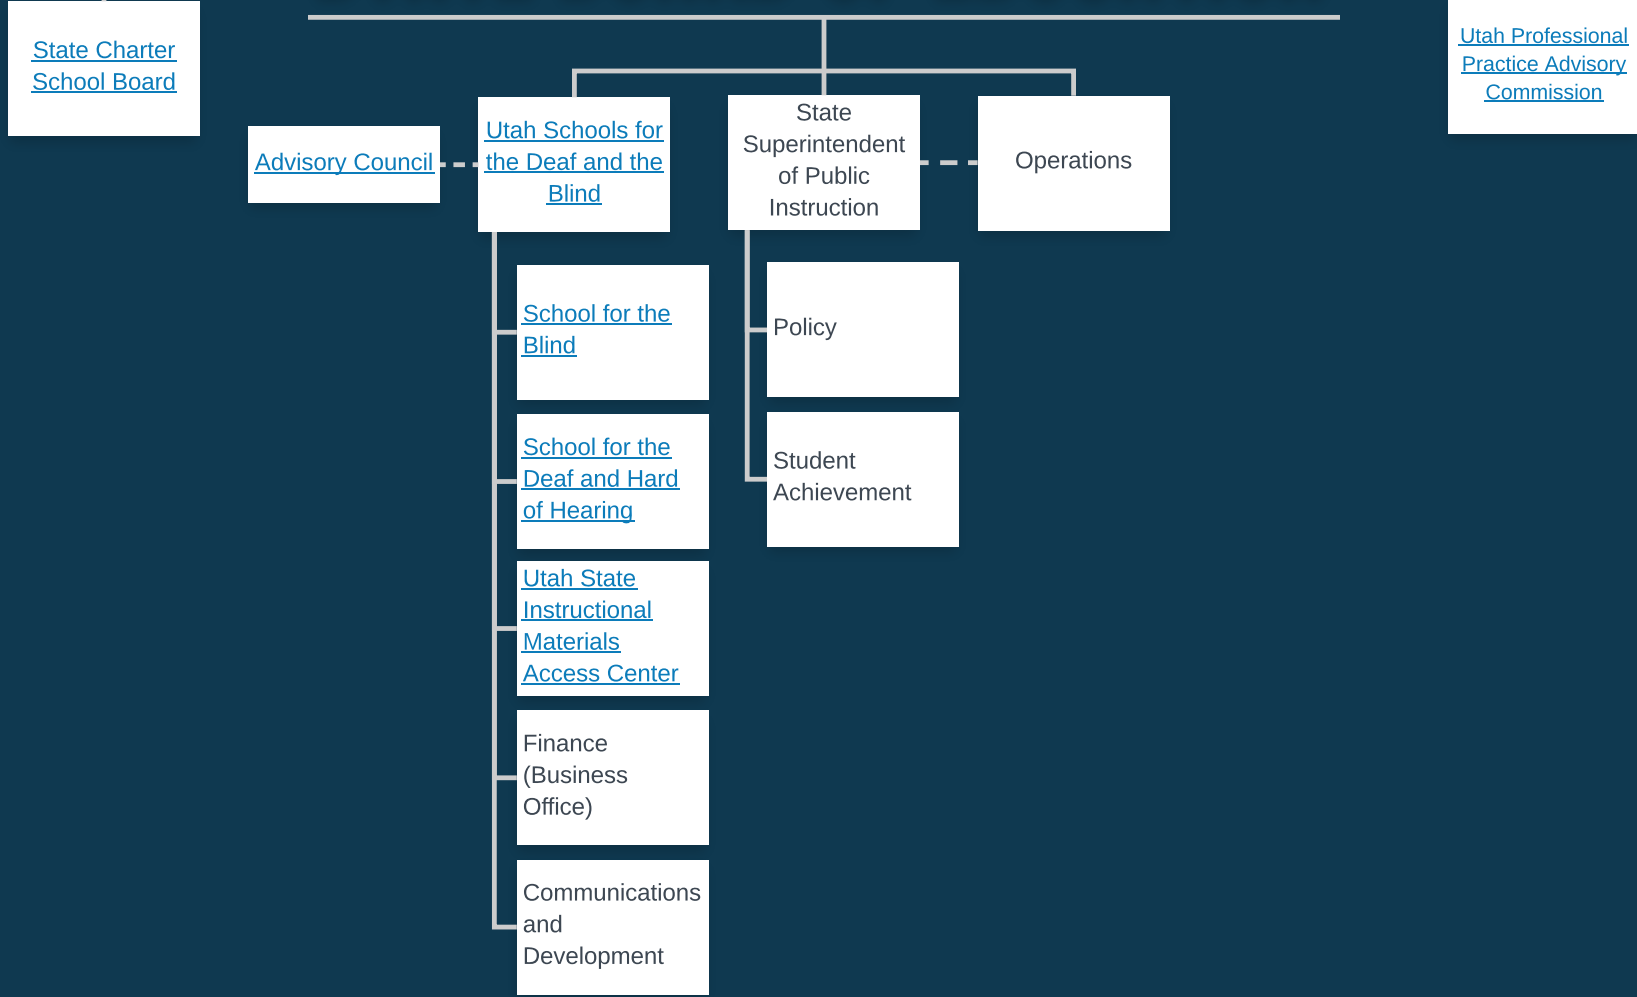 State Charter
School Board
Utah Professional
Practice Advisory
Commission
Advisory Council
Utah Schools for
the Deaf and the
Blind
State
Superintendent
of Public
Instruction
Operations
School for the
Blind
School for the
Deaf and Hard
of Hearing
Utah State
Instructional
Materials
Access Center
Finance
(Business
Office)
Communications
and
Development
Policy
Student
Achievement